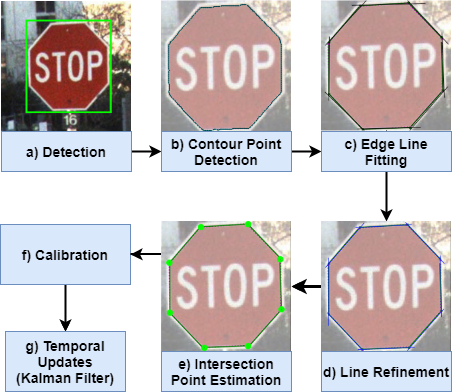 STOP
16
a) Detection
STOP
b) Contour Point
Detection
STOP
c) Edge Line
Fitting
STOP
d) Line Refinement
STOP
e) Intersection
Point Estimation
f) Calibration
g) Temporal
Updates
(Kalman Filter)